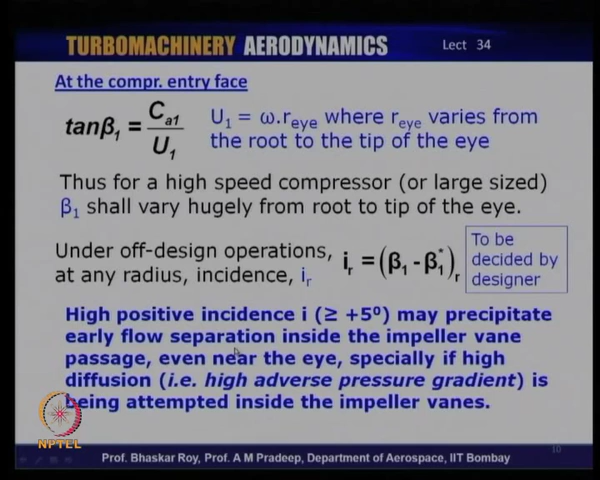 TURBOMACHINERY AERODYNAMICS Lect 34
At the compr. entry face
tanβ₁ = Cₐ₁ / U₁
U₁ = ω.r_eye where r_eye varies from
the root to the tip of the eye
Thus for a high speed compressor (or large sized)
β₁ shall vary hugely from root to tip of the eye.
Under off-design operations,
at any radius, incidence, iᵣ
iᵣ = (β₁ - β₁*)ᵣ
To be
decided by
designer
High positive incidence i (≥ +5⁰) may precipitate
early flow separation inside the impeller vane
passage, even near the eye, specially if high
diffusion (i.e. high adverse pressure gradient) is
being attempted inside the impeller vanes.
NPTEL
Prof. Bhaskar Roy, Prof. A M Pradeep, Department of Aerospace, IIT Bombay
10